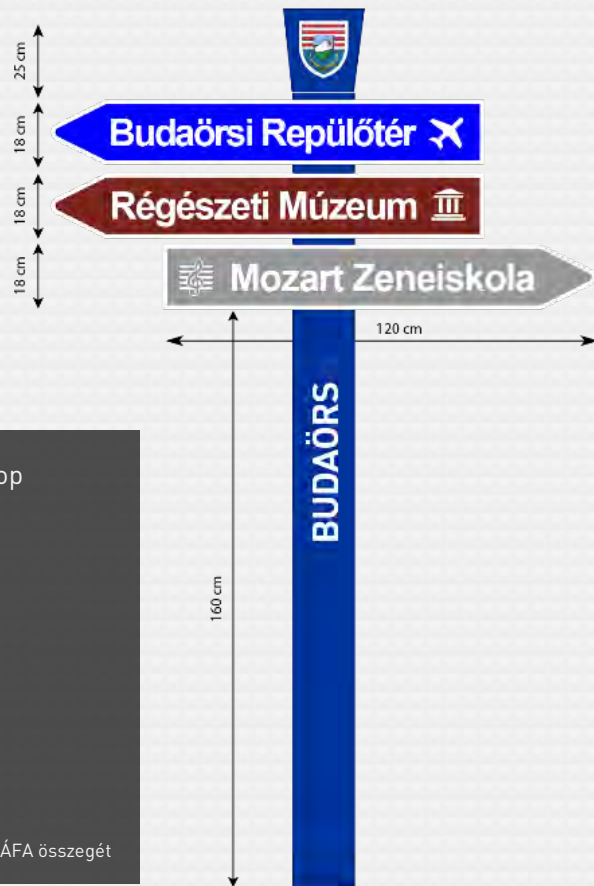 25 cm
18 cm
Budaörsi Repülőtér
18 cm
Régészeti Múzeum
18 cm
Mozart Zeneiskola
120 cm
BUDAÖRS
160 cm
ÁFA összegét